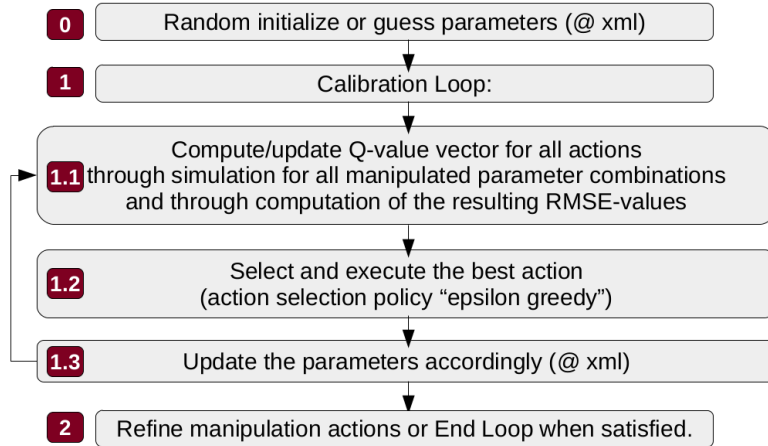 0 Random initialize or guess parameters (@ xml)
1 Calibration Loop:
Compute/update Q-value vector for all actions
1.1 through simulation for all manipulated parameter combinations
and through computation of the resulting RMSE-values
1.2 Select and execute the best action
(action selection policy “epsilon greedy”)
1.3 Update the parameters accordingly (@ xml)
2 Refine manipulation actions or End Loop when satisfied.